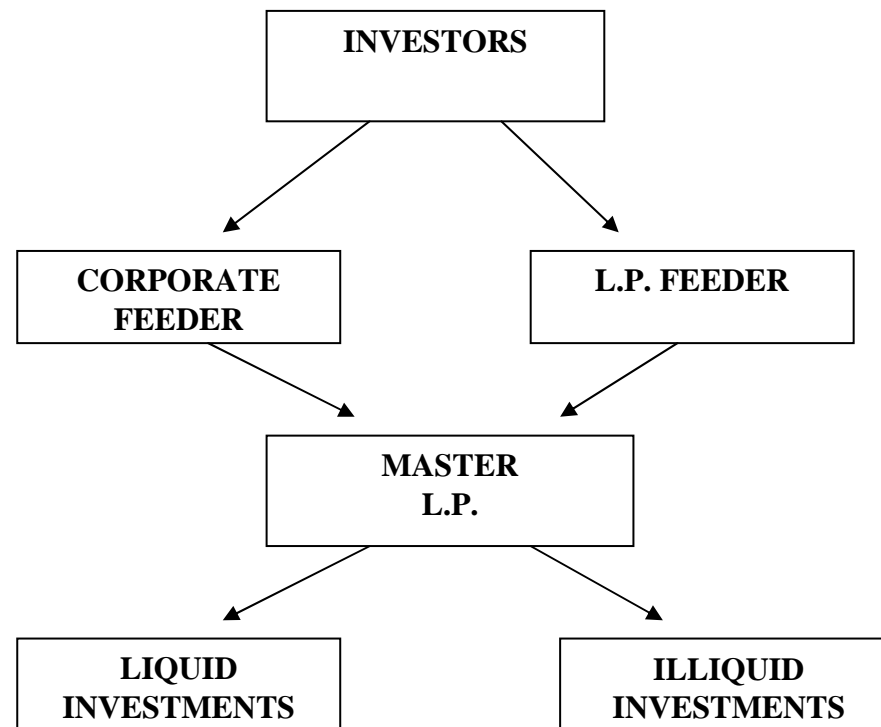 INVESTORS
CORPORATE
FEEDER
L.P. FEEDER
MASTER
L.P.
LIQUID
INVESTMENTS
ILLIQUID
INVESTMENTS